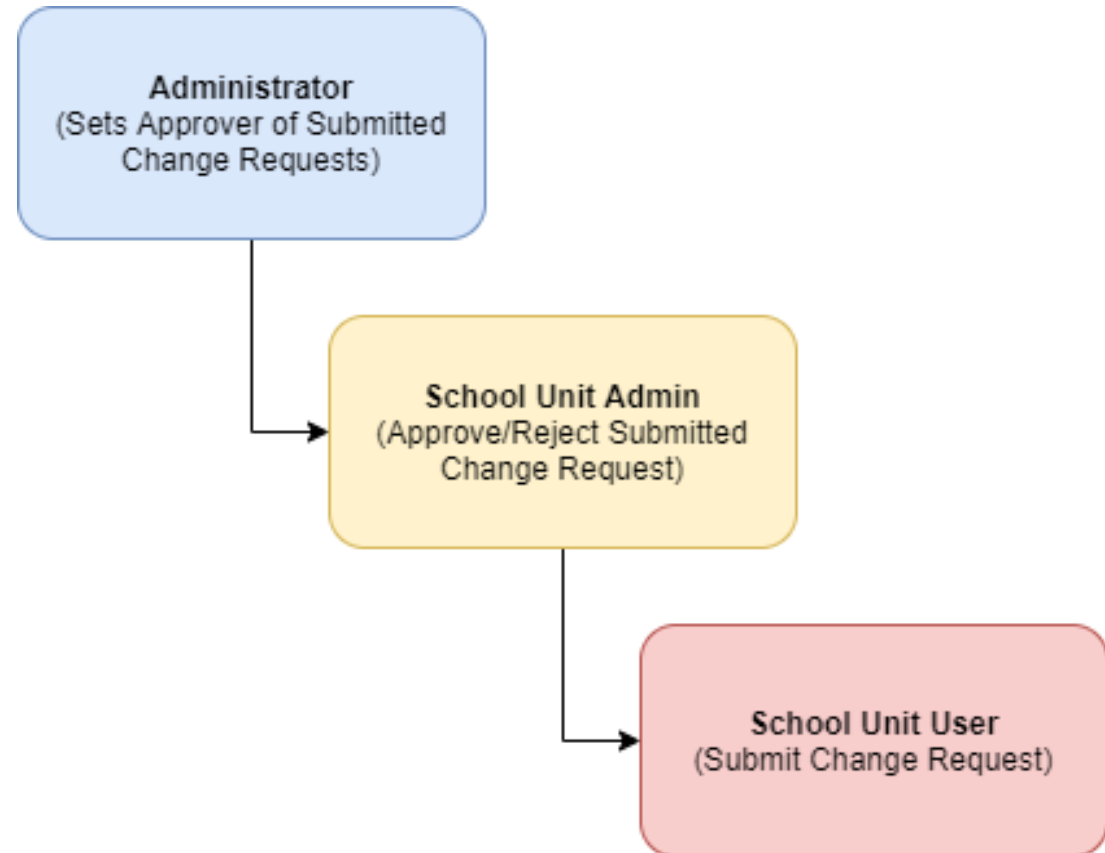 Administrator
(Sets Approver of Submitted
Change Requests)
School Unit Admin
(Approve/Reject Submitted
Change Request)
School Unit User
(Submit Change Request)